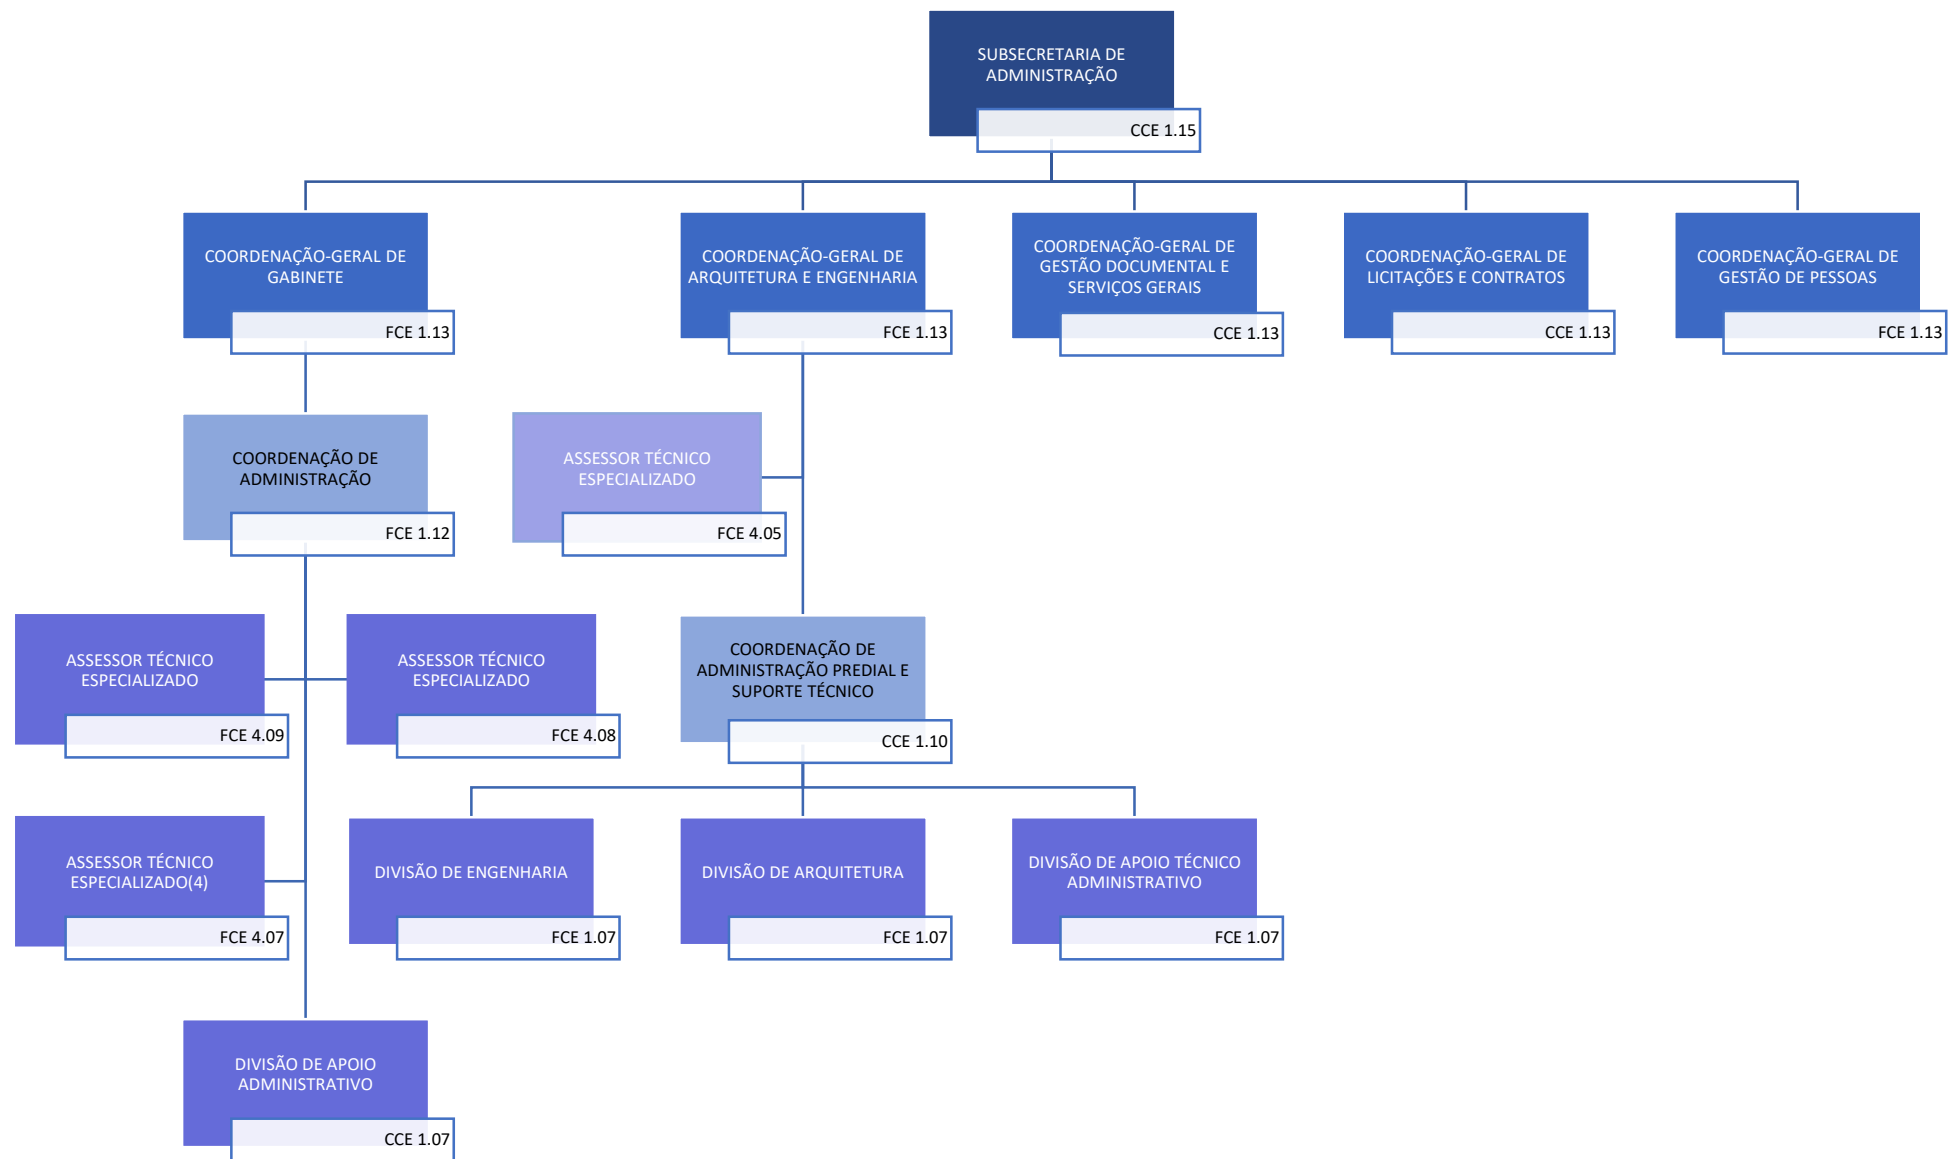 SUBSECRETARIA DE
ADMINISTRAÇÃO
CCE 1.15
COORDENAÇÃO-GERAL DE
GABINETE
FCE 1.13
COORDENAÇÃO-GERAL DE
ARQUITETURA E ENGENHARIA
FCE 1.13
COORDENAÇÃO-GERAL DE
GESTÃO DOCUMENTAL E
SERVIÇOS GERAIS
CCE 1.13
COORDENAÇÃO-GERAL DE
LICITAÇÕES E CONTRATOS
CCE 1.13
COORDENAÇÃO-GERAL DE
GESTÃO DE PESSOAS
FCE 1.13
COORDENAÇÃO DE
ADMINISTRAÇÃO
FCE 1.12
ASSESSOR TÉCNICO
ESPECIALIZADO
FCE 4.05
ASSESSOR TÉCNICO
ESPECIALIZADO
FCE 4.09
ASSESSOR TÉCNICO
ESPECIALIZADO
FCE 4.08
COORDENAÇÃO DE
ADMINISTRAÇÃO PREDIAL E
SUPORTE TÉCNICO
CCE 1.10
ASSESSOR TÉCNICO
ESPECIALIZADO(4)
FCE 4.07
DIVISÃO DE ENGENHARIA
FCE 1.07
DIVISÃO DE ARQUITETURA
FCE 1.07
DIVISÃO DE APOIO TÉCNICO
ADMINISTRATIVO
FCE 1.07
DIVISÃO DE APOIO
ADMINISTRATIVO
CCE 1.07